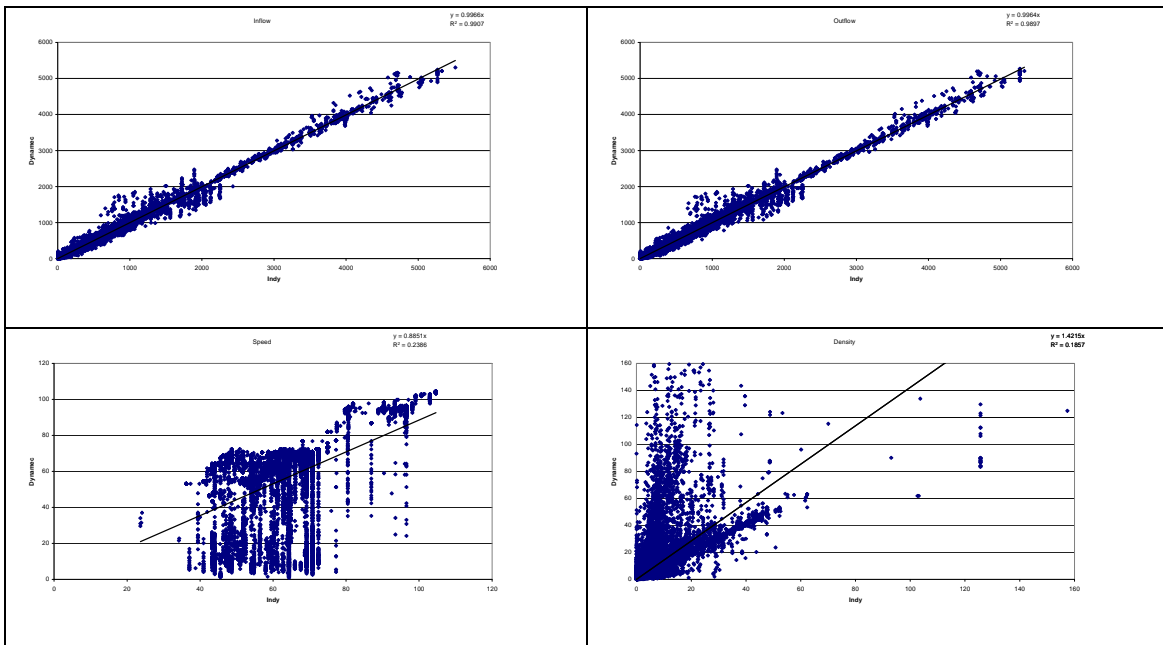 Inflow
y = 0.9966x
R² = 0.9907
6000
5000
4000
3000
2000
1000
0
Dynamec
0 1000 2000 3000 4000 5000 6000
Indy
Outflow
y = 0.9964x
R² = 0.9897
6000
5000
4000
3000
2000
1000
0
Dynamec
0 1000 2000 3000 4000 5000 6000
Indy
Speed
y = 0.8851x
R² = 0.2386
120
100
80
60
40
20
0
Dynamec
0 20 40 60 80 100 120
Indy
Density
y = 1.4215x
R² = 0.1857
160
140
120
100
80
60
40
20
0
Dynamec
0 20 40 60 80 100 120 140 160
Indy